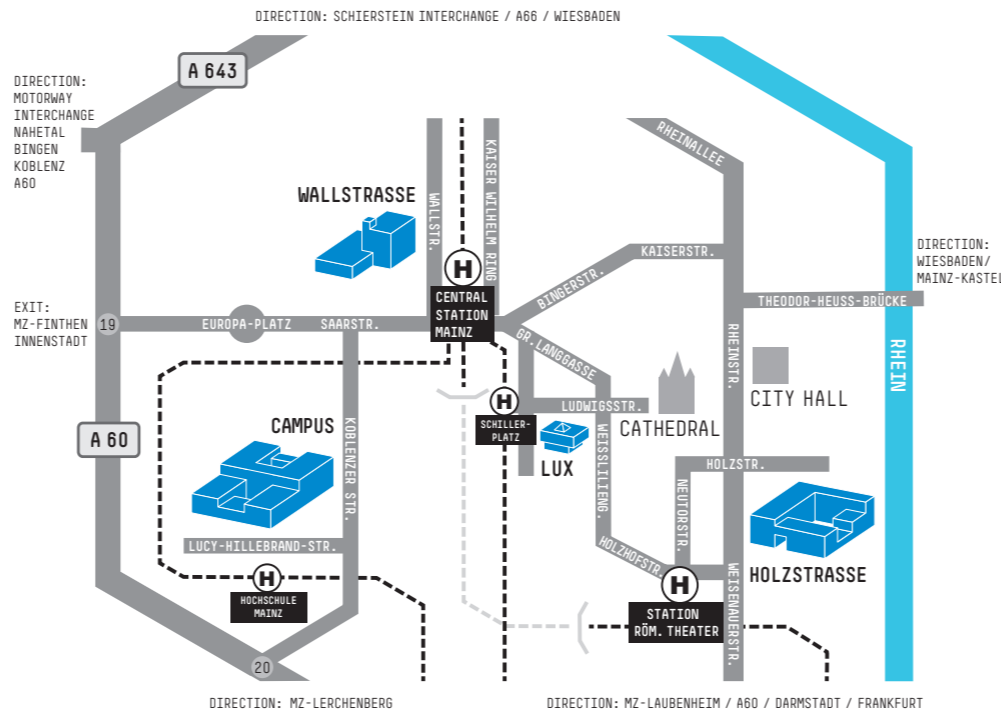 DIRECTION: SCHIERSTEIN INTERCHANGE / A66 / WIESBADEN
A 643
DIRECTION:
MOTORWAY
INTERCHANGE
NAHETAL
BINGEN
KOBLENZ
A60
WALLSTRASSE
WALLSTR.
KAISER WILHELM RING
RHEINALLEE
H
CENTRAL
STATION
MAINZ
BINGERSTR.
KAISERSTR.
DIRECTION:
WIESBADEN/
MAINZ-KASTEL
THEODOR-HEUSS-BRÜCKE
EXIT:
MZ-FINTHEN
INNENSTADT
19
EUROPA-PLATZ
SAARSTR.
GR.LANGGASSE
RHEINSTR.
RHEIN
A 60
CAMPUS
KOBLENZER STR.
H
SCHILLER-
PLATZ
LUX
LUDWIGSSTR.
WEISSLILIENG.
CATHEDRAL
CITY HALL
HOLZSTR.
NEUTORSTR.
LUCY-HILLEBRAND-STR.
H
HOCHSCHULE
MAINZ
HOLZHOFSTR.
H
STATION
RÖM. THEATER
WEISENAUERSTR.
HOLZSTRASSE
20
DIRECTION: MZ-LERCHENBERG
DIRECTION: MZ-LAUBENHEIM / A60 / DARMSTADT / FRANKFURT